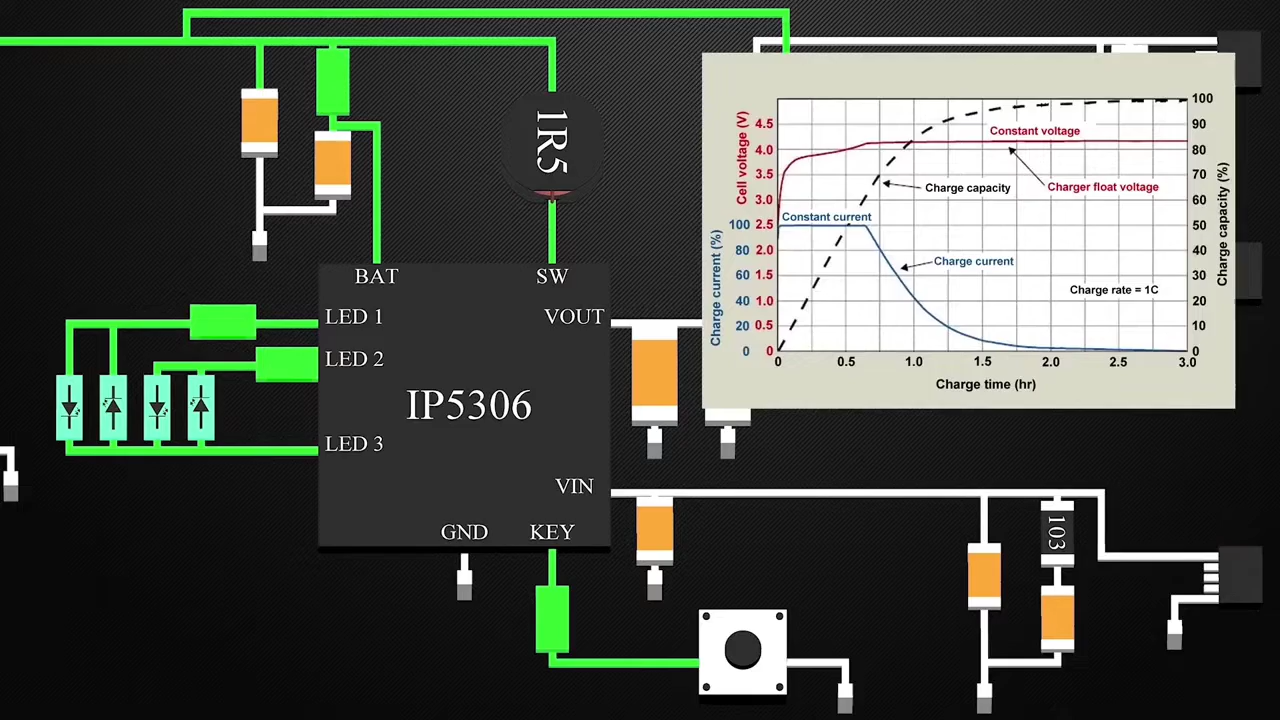 1R5
BAT
SW
LED 1
VOUT
LED 2
IP5306
LED 3
VIN
GND
KEY
103
Cell voltage (V)
Charge current (%)
Charge capacity (%)
4.5
4.0
3.5
3.0
100 2.5
80 2.0
60 1.5
40 1.0
20 0.5
0 0
100
90
80
70
60
50
40
30
20
10
0
Constant voltage
Charge capacity
Charger float voltage
Constant current
Charge current
Charge rate = 1C
0 0.5 1.0 1.5 2.0 2.5 3.0
Charge time (hr)